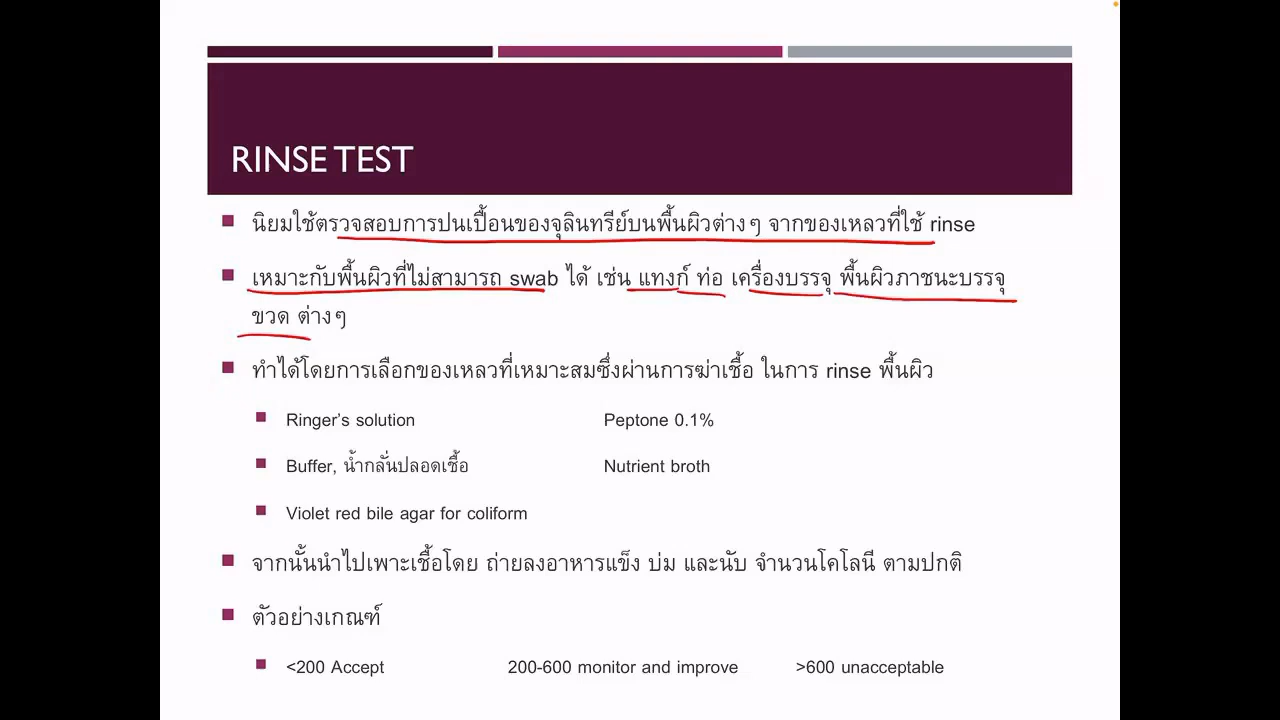 RINSE TEST
นิยมใช้ตรวจสอบการปนเปื้อนของจุลินทรีย์บนพื้นผิวต่างๆ จากของเหลวที่ใช้ rinse
เหมาะกับพื้นผิวที่ไม่สามารถ swab ได้ เช่น แทงก์ ท่อ เครื่องบรรจุ พื้นผิวภาชนะบรรจุ
ขวด ต่างๆ
ทำได้โดยการเลือกของเหลวที่เหมาะสมซึ่งผ่านการฆ่าเชื้อ ในการ rinse พื้นผิว
Ringer's solution Peptone 0.1%
Buffer, น้ำกลั่นปลอดเชื้อ Nutrient broth
Violet red bile agar for coliform
จากนั้นนำไปเพาะเชื้อโดย ถ่ายลงอาหารแข็ง บ่ม และนับ จำนวนโคโลนี ตามปกติ
ตัวอย่างเกณฑ์
<200 Accept 200-600 monitor and improve >600 unacceptable